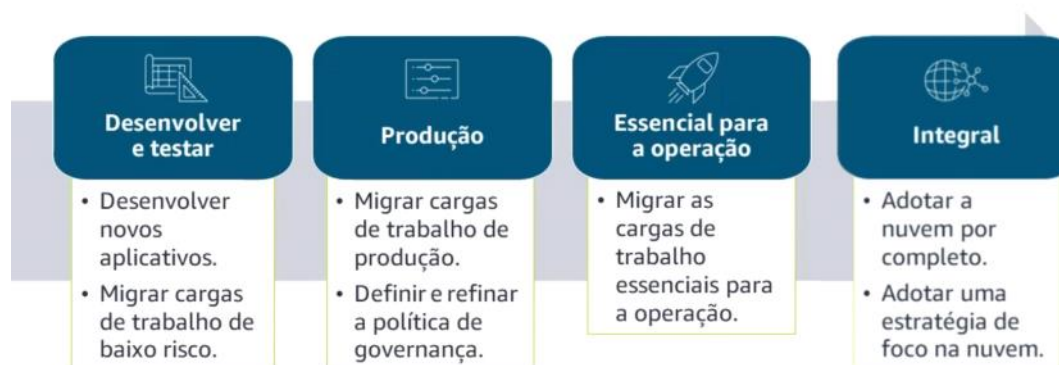 Desenvolver
e testar
• Desenvolver
novos
aplicativos.
• Migrar cargas
de trabalho de
baixo risco.
Produção
• Migrar cargas
de trabalho de
produção.
• Definir e refinar
a política de
governança.
Essencial para
a operação
• Migrar as
cargas de
trabalho
essenciais para
a operação.
Integral
• Adotar a
nuvem por
completo.
• Adotar uma
estratégia de
foco na nuvem.